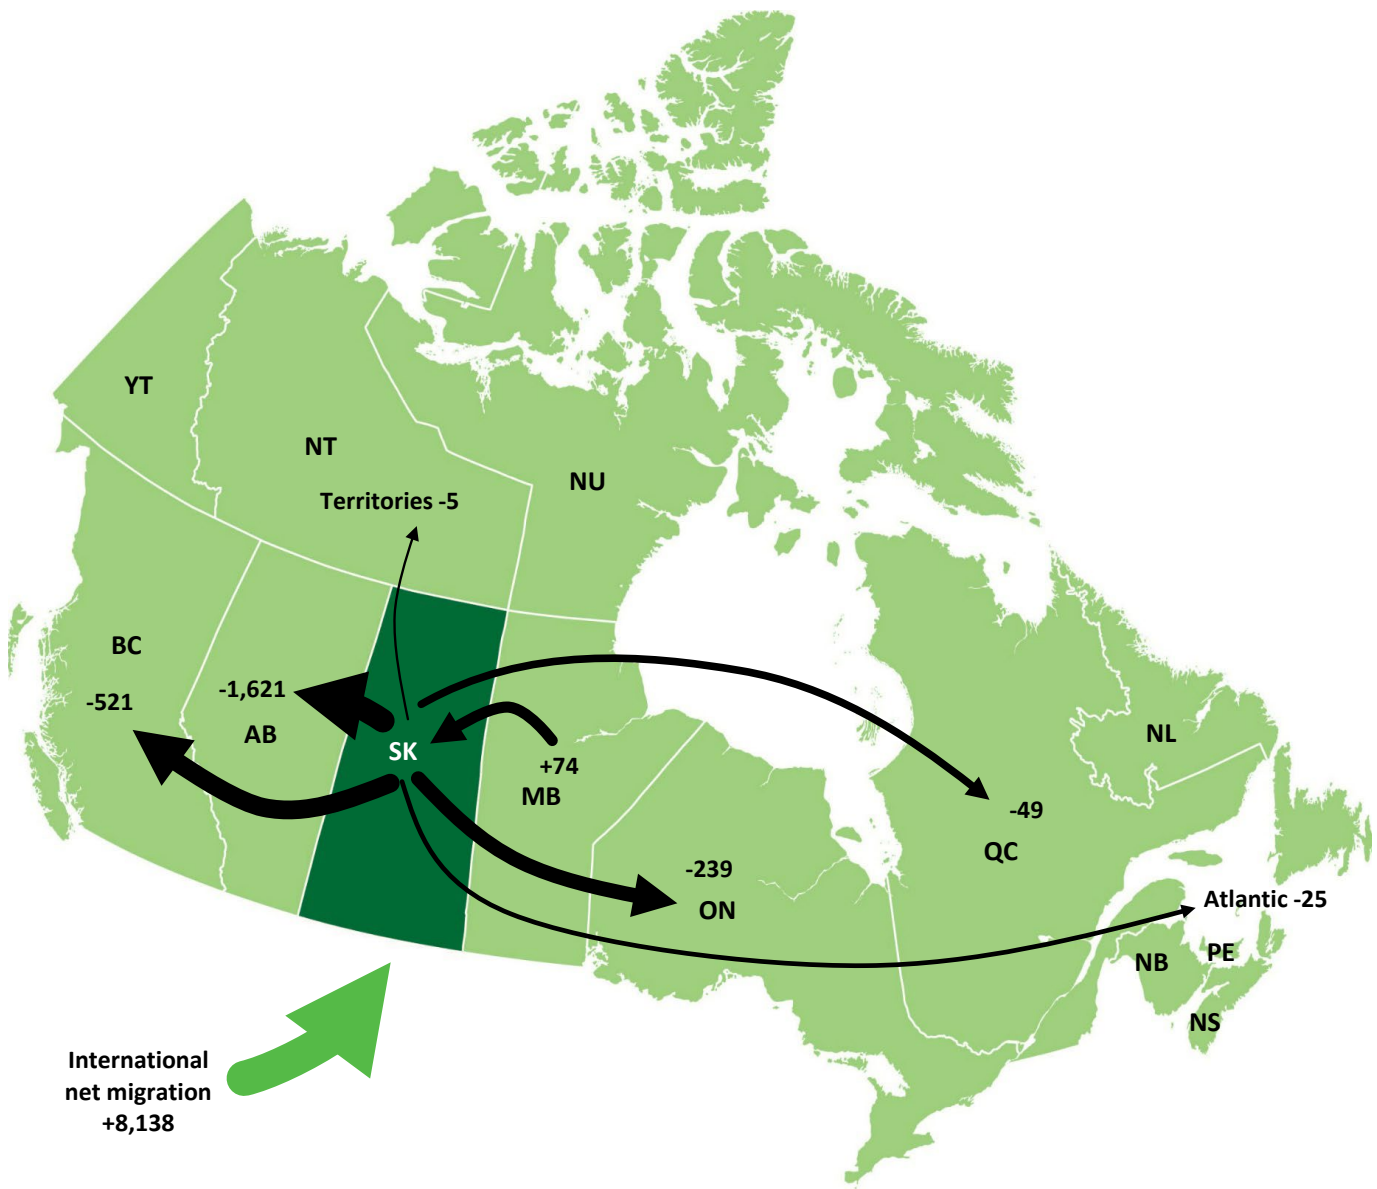 YT
NT
Territories -5
NU
BC
-521
-1,621
AB
SK
+74
MB
-239
ON
-49
QC
NL
Atlantic -25
NB
PE
NS
International
net migration
+8,138